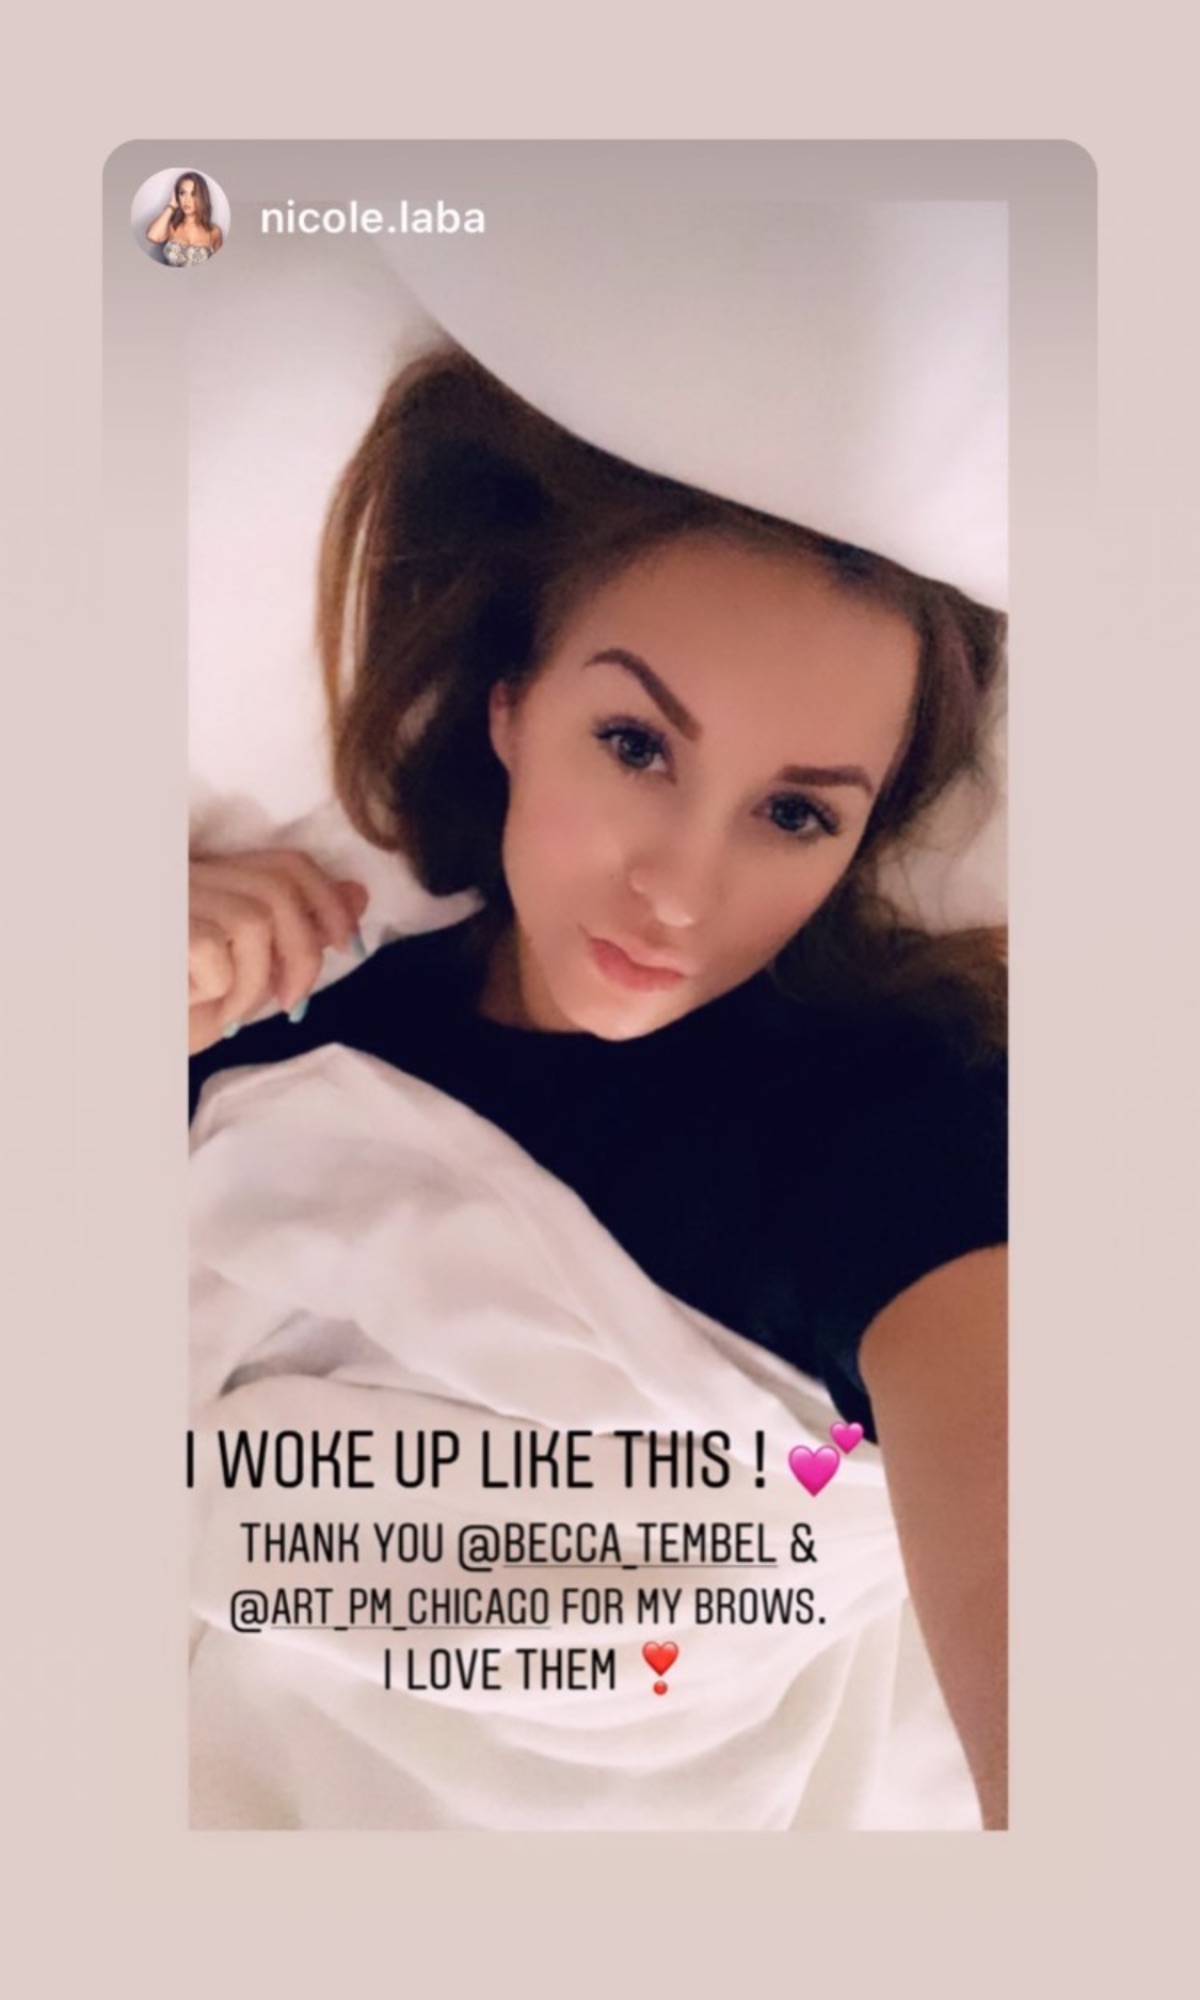 nicole.laba
I WOKE UP LIKE THIS ! 💕
THANK YOU @BECCA_TEMBEL &
@ART_PM_CHICAGO FOR MY BROWS.
I LOVE THEM ❣️